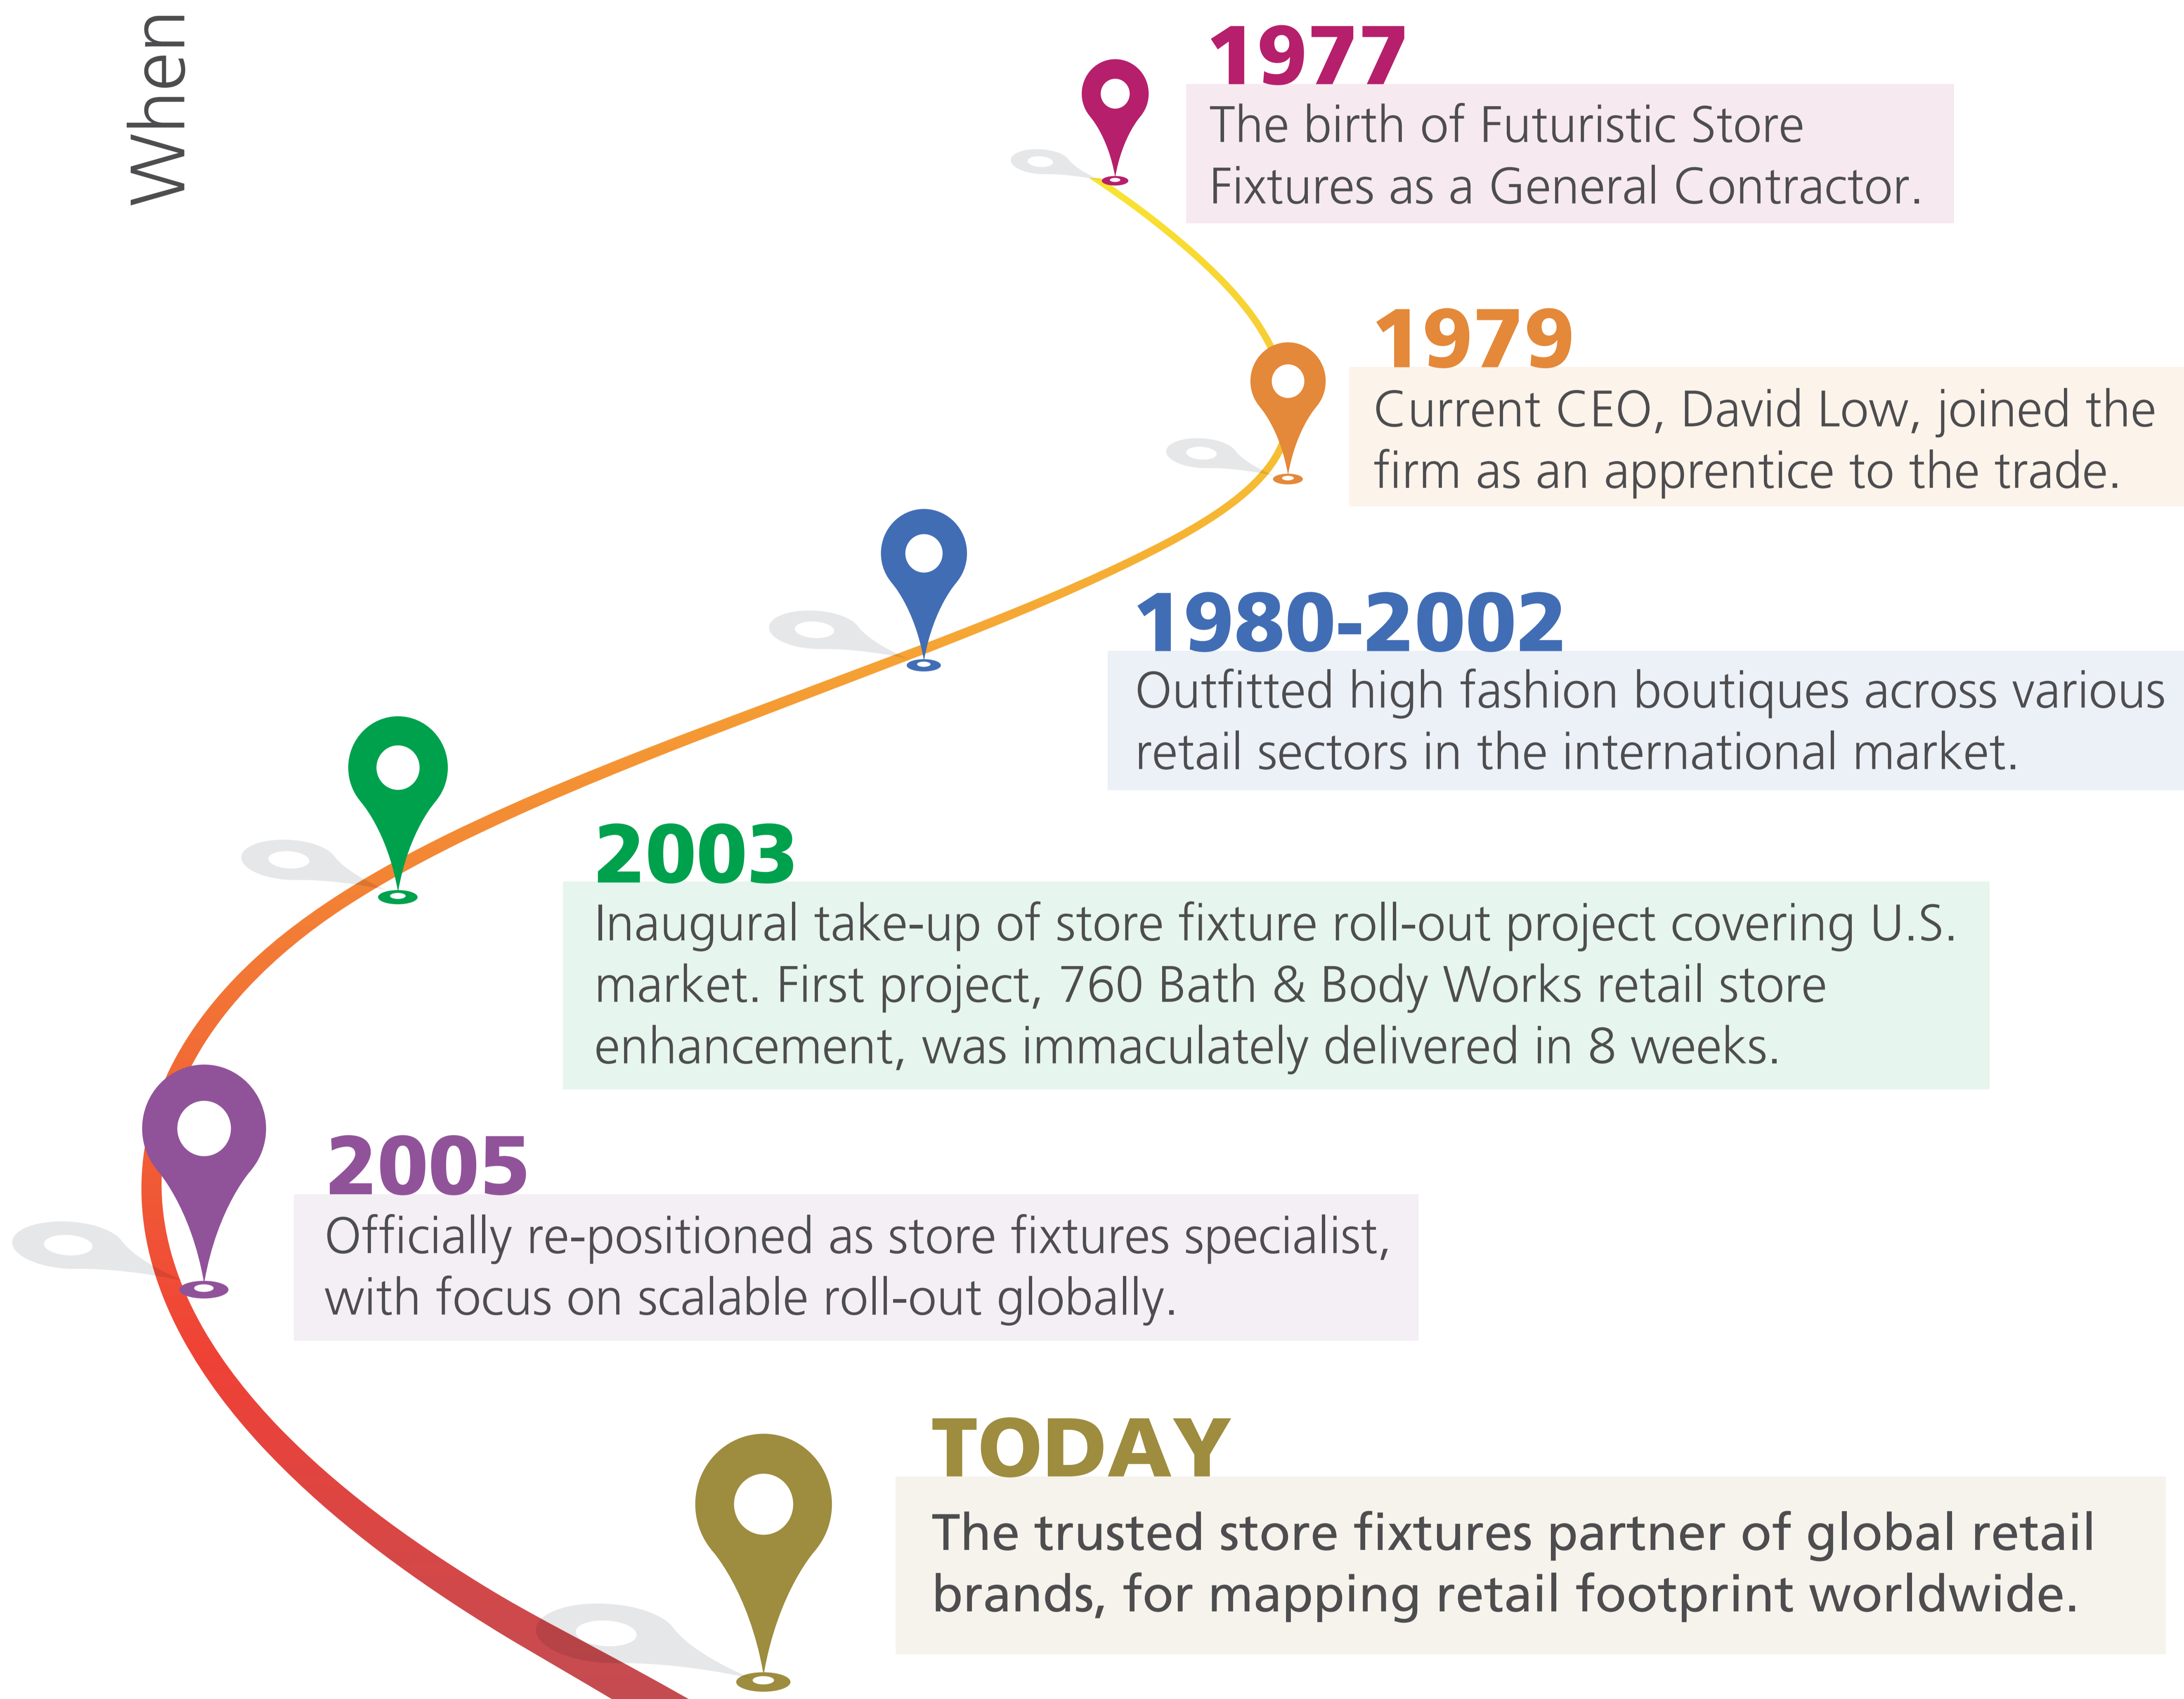 When
1977
The birth of Futuristic Store
Fixtures as a General Contractor.
1979
Current CEO, David Low, joined the
firm as an apprentice to the trade.
1980-2002
Outfitted high fashion boutiques across various
retail sectors in the international market.
2003
Inaugural take-up of store fixture roll-out project covering U.S.
market. First project, 760 Bath & Body Works retail store
enhancement, was immaculately delivered in 8 weeks.
2005
Officially re-positioned as store fixtures specialist,
with focus on scalable roll-out globally.
TODAY
The trusted store fixtures partner of global retail
brands, for mapping retail footprint worldwide.